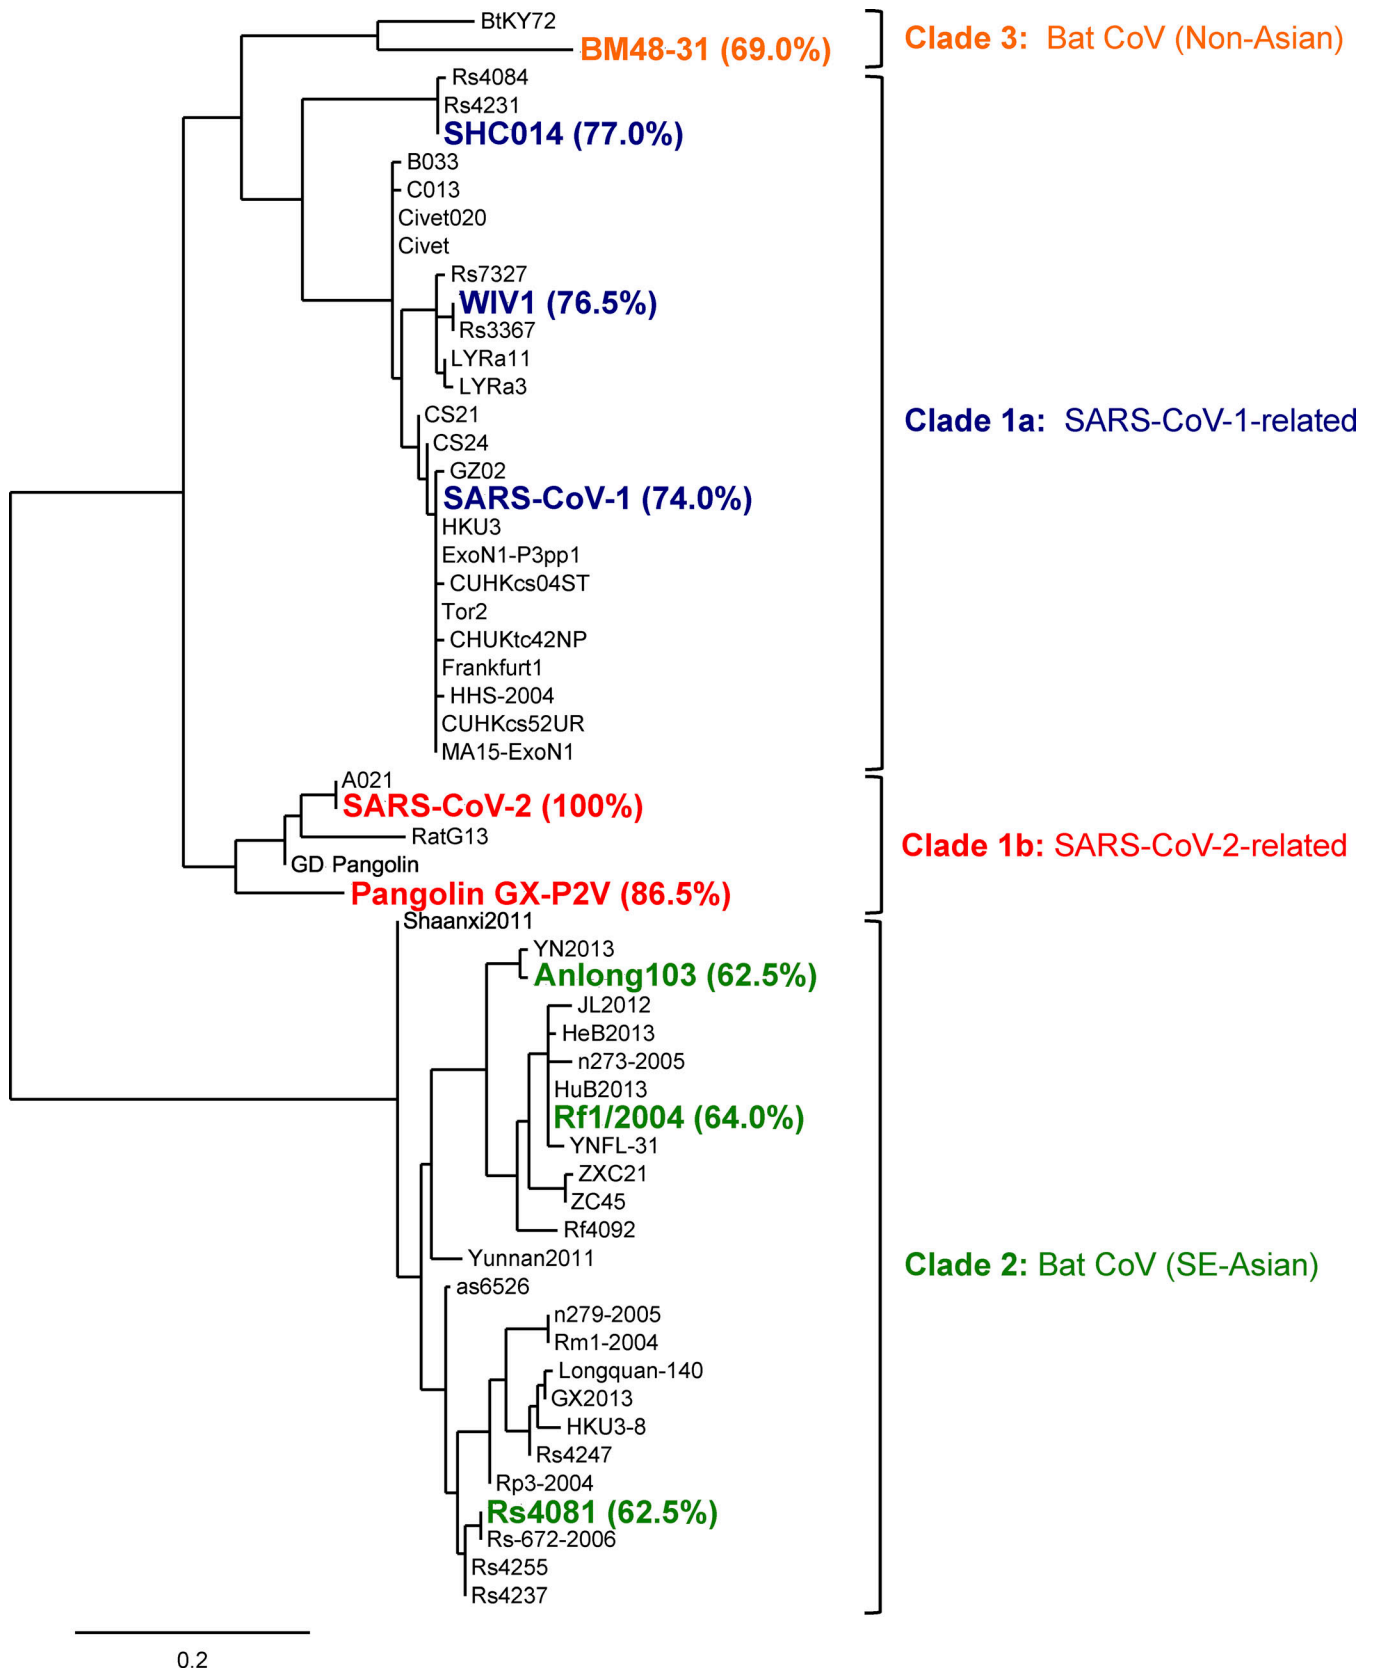 BtKY72
BM48-31 (69.0%)
Clade 3: Bat CoV (Non-Asian)
Rs4084
Rs4231
SHC014 (77.0%)
B033
C013
Civet020
Civet
Rs7327
WIV1 (76.5%)
Rs3367
LYRa11
LYRa3
CS21
Clade 1a: SARS-CoV-1-related
CS24
GZ02
SARS-CoV-1 (74.0%)
HKU3
ExoN1-P3pp1
CUHKcs04ST
Tor2
CHUKtc42NP
Frankfurt1
HHS-2004
CUHKcs52UR
MA15-ExoN1
A021
SARS-CoV-2 (100%)
RatG13
Clade 1b: SARS-CoV-2-related
GD Pangolin
Pangolin GX-P2V (86.5%)
Shaanxi2011
YN2013
Anlong103 (62.5%)
JL2012
HeB2013
n273-2005
HuB2013
Rf1/2004 (64.0%)
YNFL-31
ZXC21
ZC45
Rf4092
Yunnan2011
Clade 2: Bat CoV (SE-Asian)
as6526
n279-2005
Rm1-2004
Longquan-140
GX2013
HKU3-8
Rs4247
Rp3-2004
Rs4081 (62.5%)
Rs-672-2006
Rs4255
Rs4237
0.2